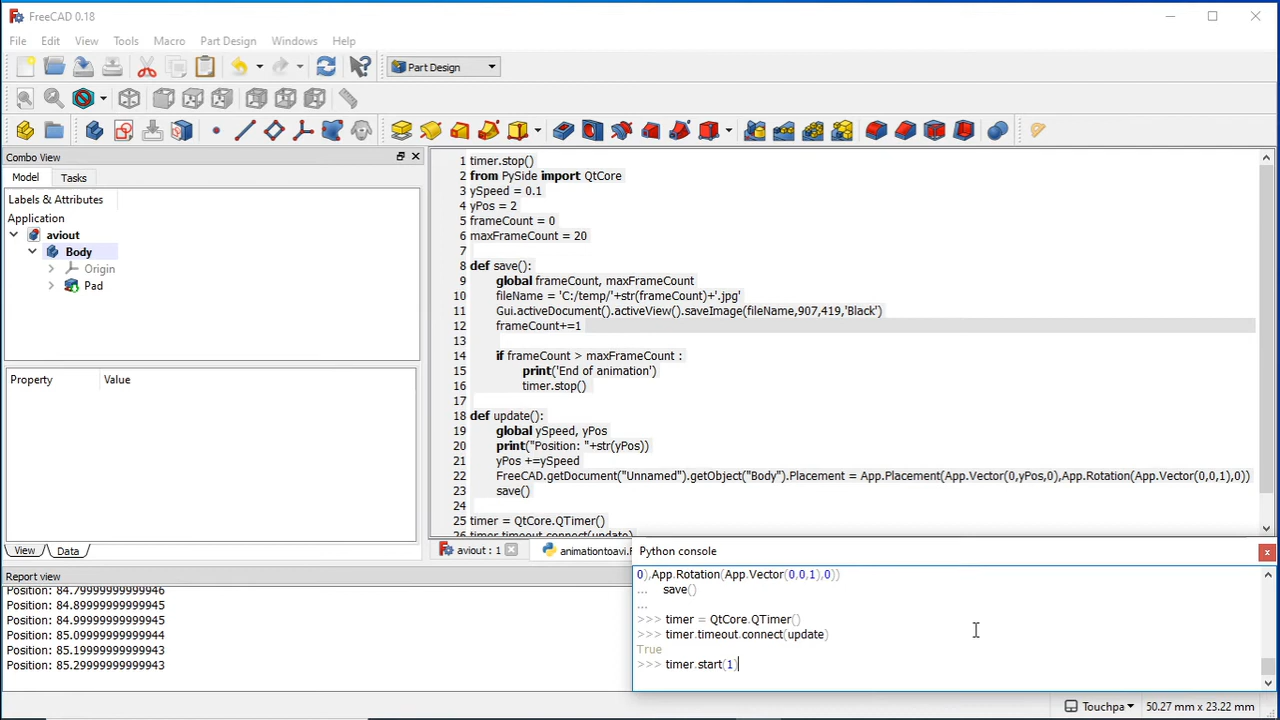 FreeCAD 0.18
File Edit View Tools Macro Part Design Windows Help
Part Design
Combo View
Model Tasks
Labels & Attributes
Application
aviout
Body
Origin
Pad
Property Value
View Data
1 timer.stop()
2 from PySide import QtCore
3 ySpeed = 0.1
4 yPos = 2
5 frameCount = 0
6 maxFrameCount = 20
7
8 def save():
9 global frameCount, maxFrameCount
10 fileName = 'C:/temp/'+str(frameCount)+'.jpg'
11 Gui.activeDocument().activeView().saveImage(fileName,907,419,'Black')
12 frameCount+=1
13
14 if frameCount > maxFrameCount :
15 print('End of animation')
16 timer.stop()
17
18 def update():
19 global ySpeed, yPos
20 print("Position: "+str(yPos))
21 yPos +=ySpeed
22 FreeCAD.getDocument("Unnamed").getObject("Body").Placement = App.Placement(App.Vector(0,yPos,0),App.Rotation(App.Vector(0,0,1),0))
23 save()
24
25 timer = QtCore.QTimer()
26 timer.timeout.connect(update)
aviout : 1 animationtoavi.F
Report view
Position: 84.79999999999946
Position: 84.89999999999945
Position: 84.99999999999945
Position: 85.09999999999944
Position: 85.19999999999943
Position: 85.29999999999943
Python console
0),App.Rotation(App.Vector(0,0,1),0))
... save()
...
>>> timer = QtCore.QTimer()
>>> timer.timeout.connect(update)
True
>>> timer.start(1)
Touchpa 50.27 mm x 23.22 mm